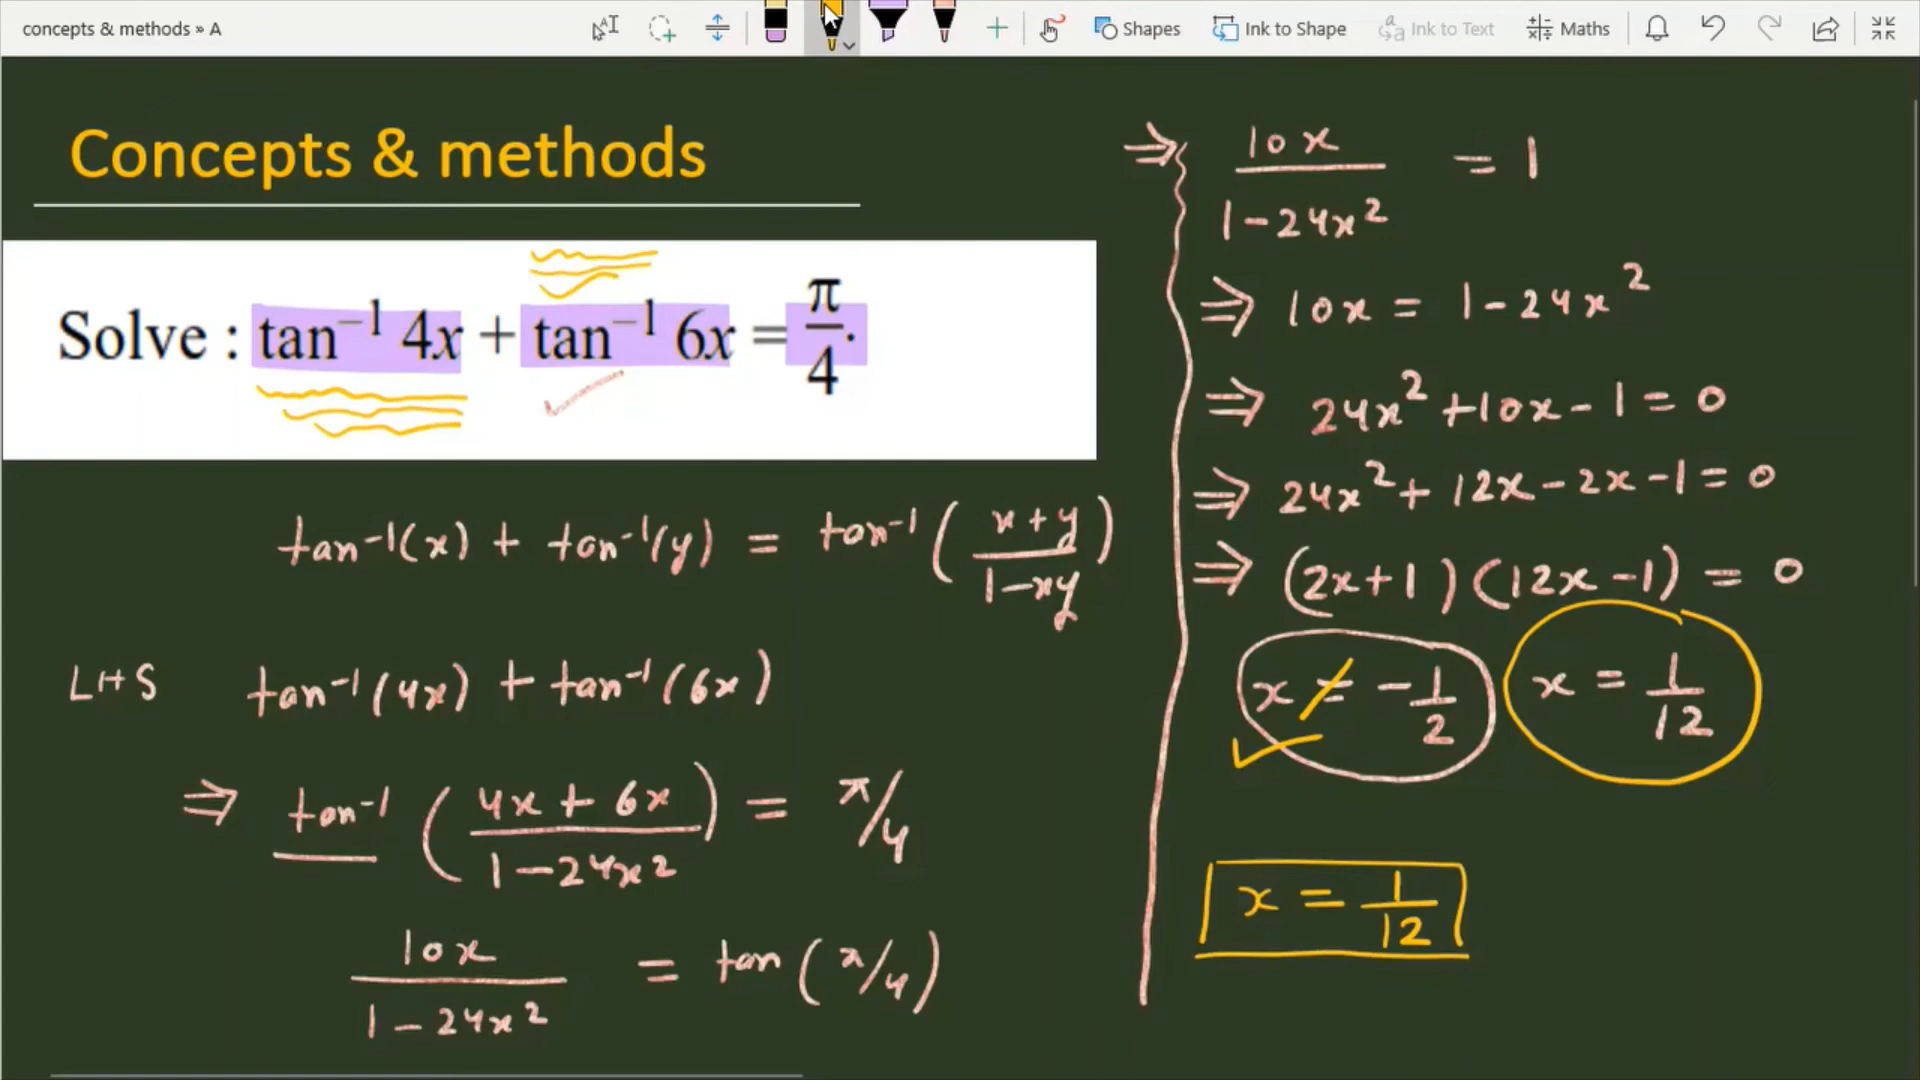 concepts & methods » A
Shapes
Ink to Shape
Ink to Text
Maths
Concepts & methods
Solve : tan⁻¹ 4x + tan⁻¹ 6x = π/4.
tan⁻¹(x) + tan⁻¹(y) = tan⁻¹((x+y)/(1-xy))
LHS tan⁻¹(4x) + tan⁻¹(6x)
⇒ tan⁻¹((4x + 6x)/(1-24x²)) = π/4
10x/(1-24x²) = tan(π/4)
⇒ 10x/(1-24x²) = 1
⇒ 10x = 1-24x²
⇒ 24x² + 10x - 1 = 0
⇒ 24x² + 12x - 2x - 1 = 0
⇒ (2x+1)(12x-1) = 0
x ≠ -1/2 x = 1/12
x = 1/12